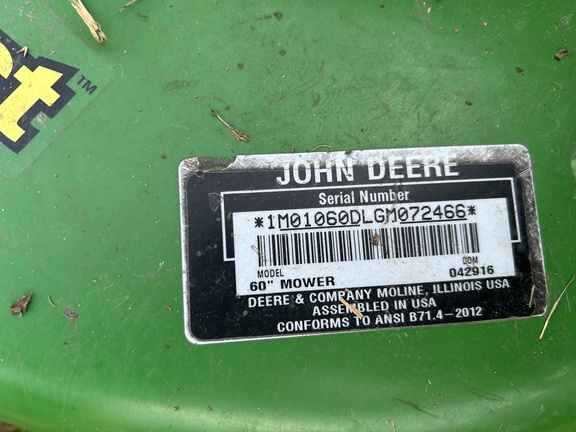 st™
JOHN DEERE
Serial Number
*1M01060DLGM072466*
MODEL DOM
60" MOWER 042916
DEERE & COMPANY MOLINE, ILLINOIS USA
ASSEMBLED IN USA
CONFORMS TO ANSI B71.4-2012